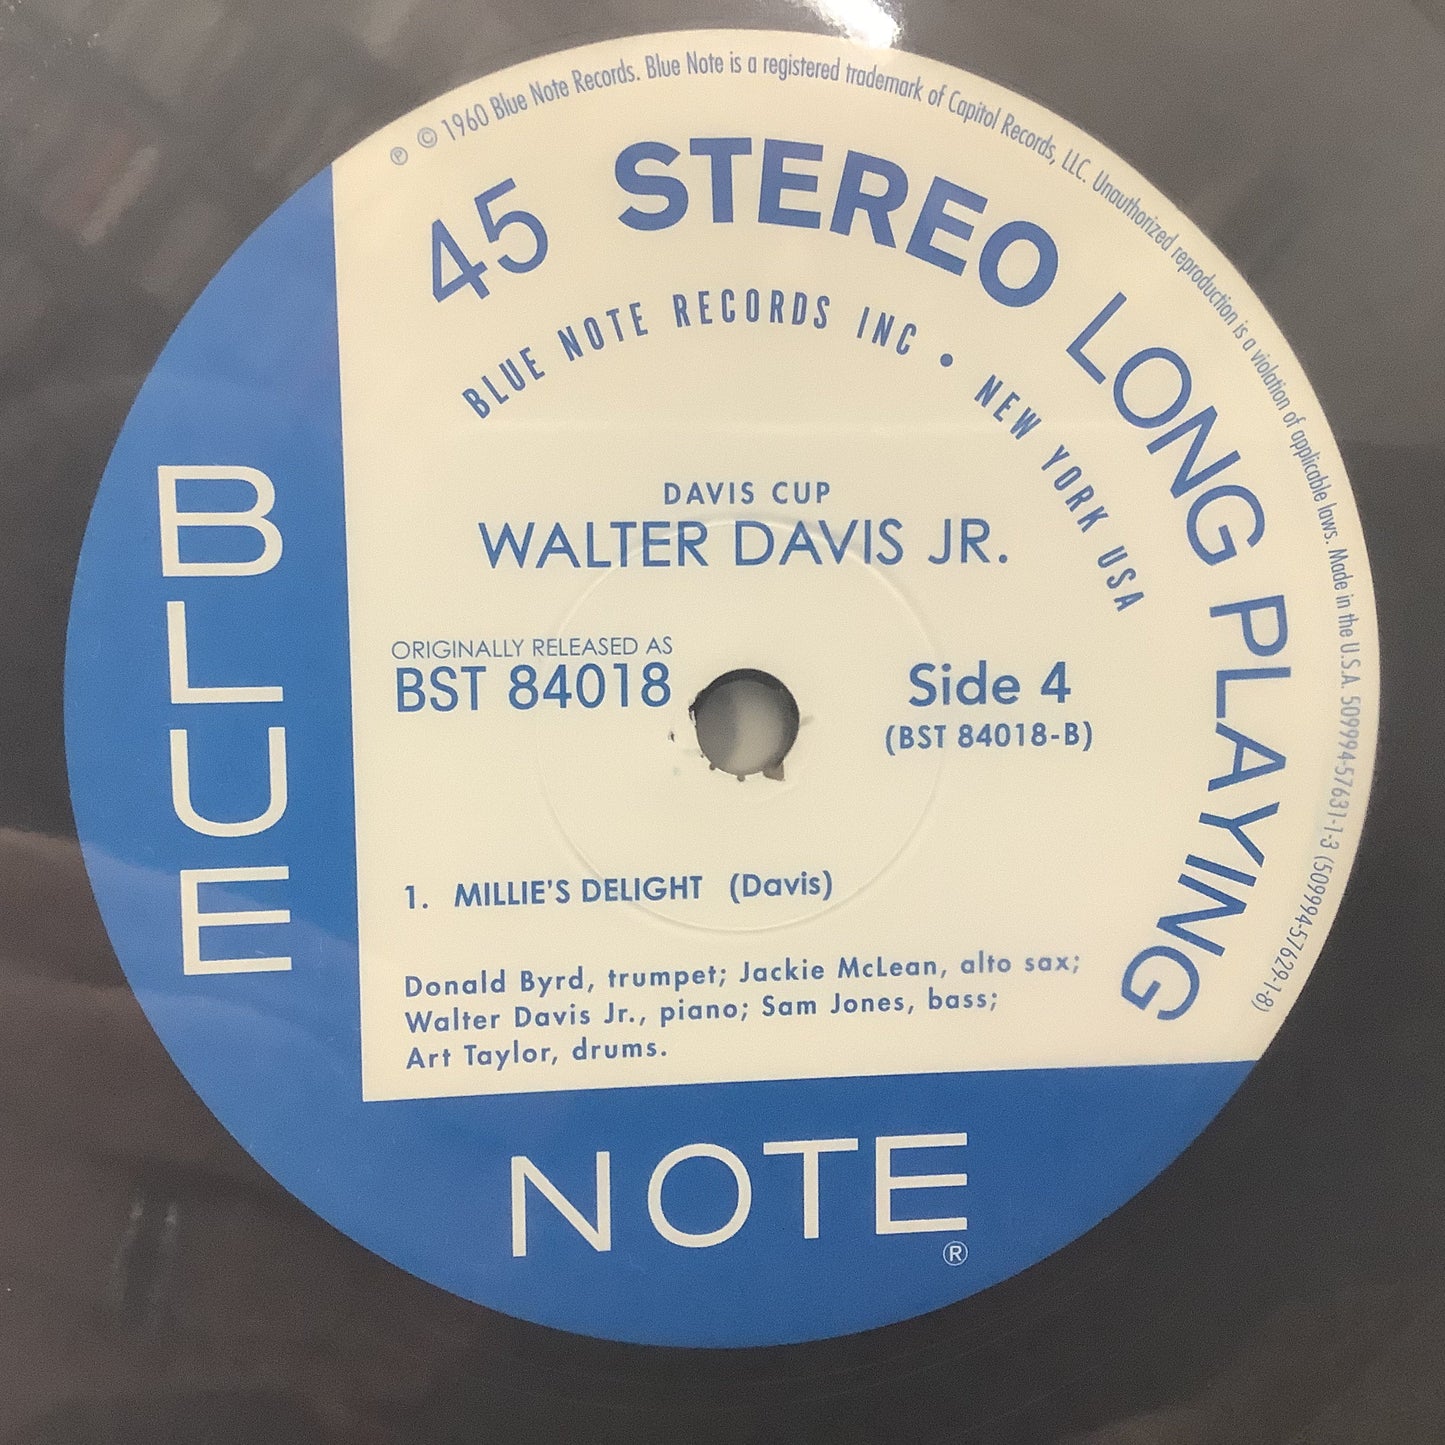 ℗ © 1960 Blue Note Records. Blue Note is a registered trademark of Capitol Records, LLC. Unauthorized reproduction is a violation of applicable laws. Made in the U.S.A. 509994-57631-1-3 (509994-57629-1-8)
45 STEREO LONG PLAYING
BLUE NOTE RECORDS INC • NEW YORK USA
DAVIS CUP
WALTER DAVIS JR.
ORIGINALLY RELEASED AS
BST 84018
Side 4
(BST 84018-B)
1. MILLIE'S DELIGHT (Davis)
Donald Byrd, trumpet; Jackie McLean, alto sax;
Walter Davis Jr., piano; Sam Jones, bass;
Art Taylor, drums.
BLUE
NOTE®